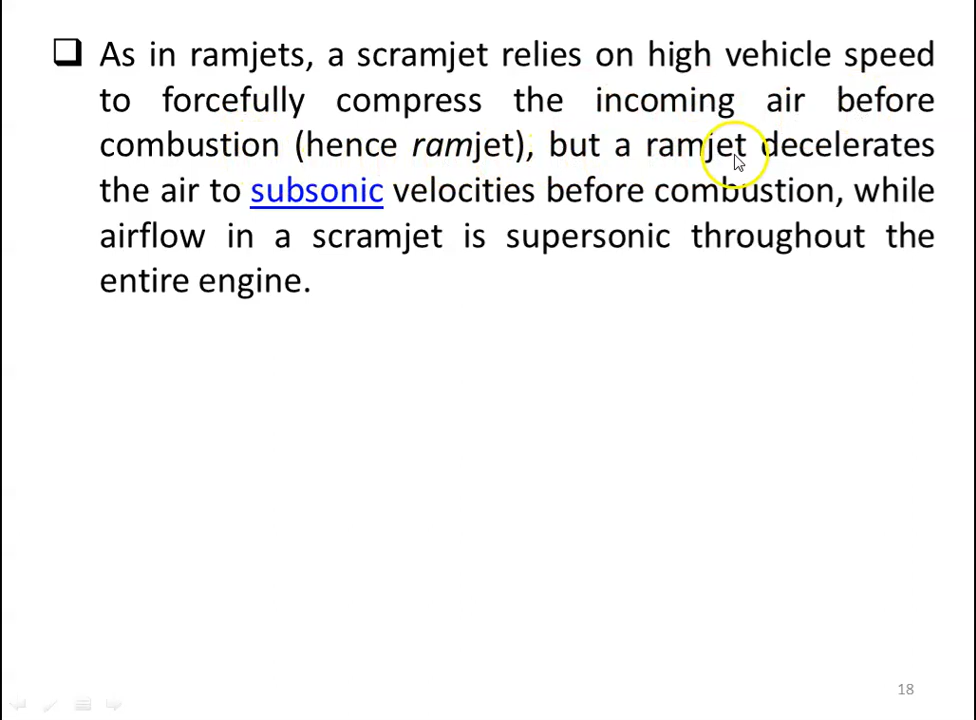 As in ramjets, a scramjet relies on high vehicle speed
to forcefully compress the incoming air before
combustion (hence ramjet), but a ramjet decelerates
the air to subsonic velocities before combustion, while
airflow in a scramjet is supersonic throughout the
entire engine.
18